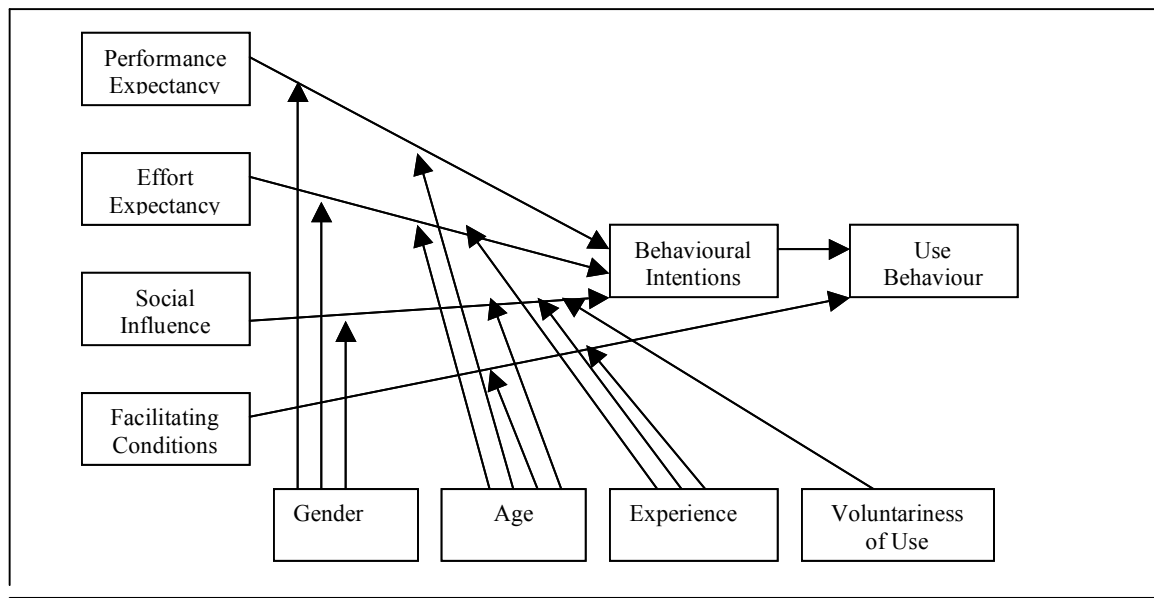 Performance
Expectancy
Effort
Expectancy
Social
Influence
Facilitating
Conditions
Behavioural
Intentions
Use
Behaviour
Gender
Age
Experience
Voluntariness
of Use